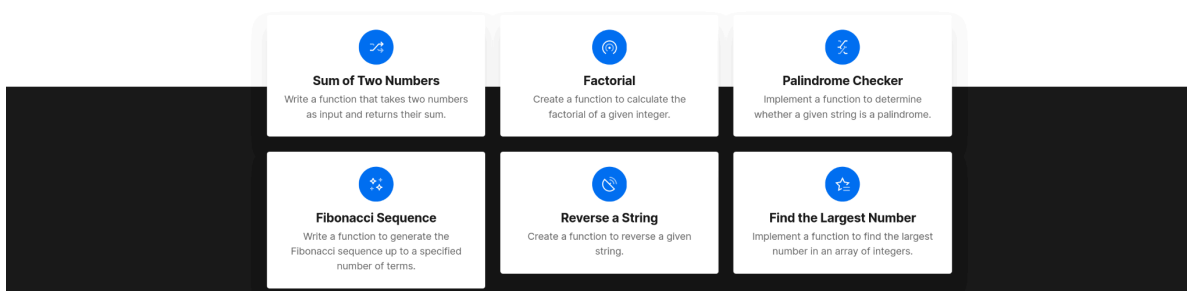 Sum of Two Numbers
Write a function that takes two numbers
as input and returns their sum.
Factorial
Create a function to calculate the
factorial of a given integer.
Palindrome Checker
Implement a function to determine
whether a given string is a palindrome.
Fibonacci Sequence
Write a function to generate the
Fibonacci sequence up to a specified
number of terms.
Reverse a String
Create a function to reverse a given
string.
Find the Largest Number
Implement a function to find the largest
number in an array of integers.